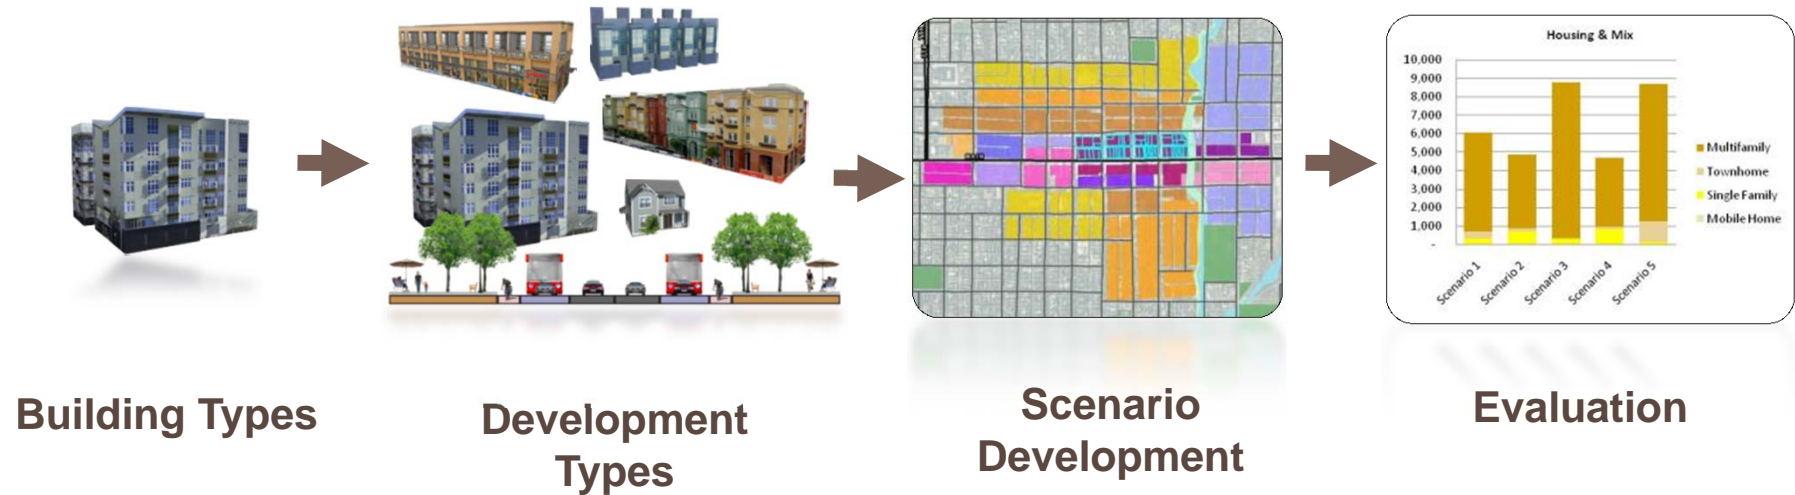 Building Types
Development
Types
Scenario
Development
Evaluation
Housing & Mix
10,000
9,000
8,000
7,000
6,000
5,000
4,000
3,000
2,000
1,000
-
Scenario 1
Scenario 2
Scenario 3
Scenario 4
Scenario 5
Multifamily
Townhome
Single Family
Mobile Home